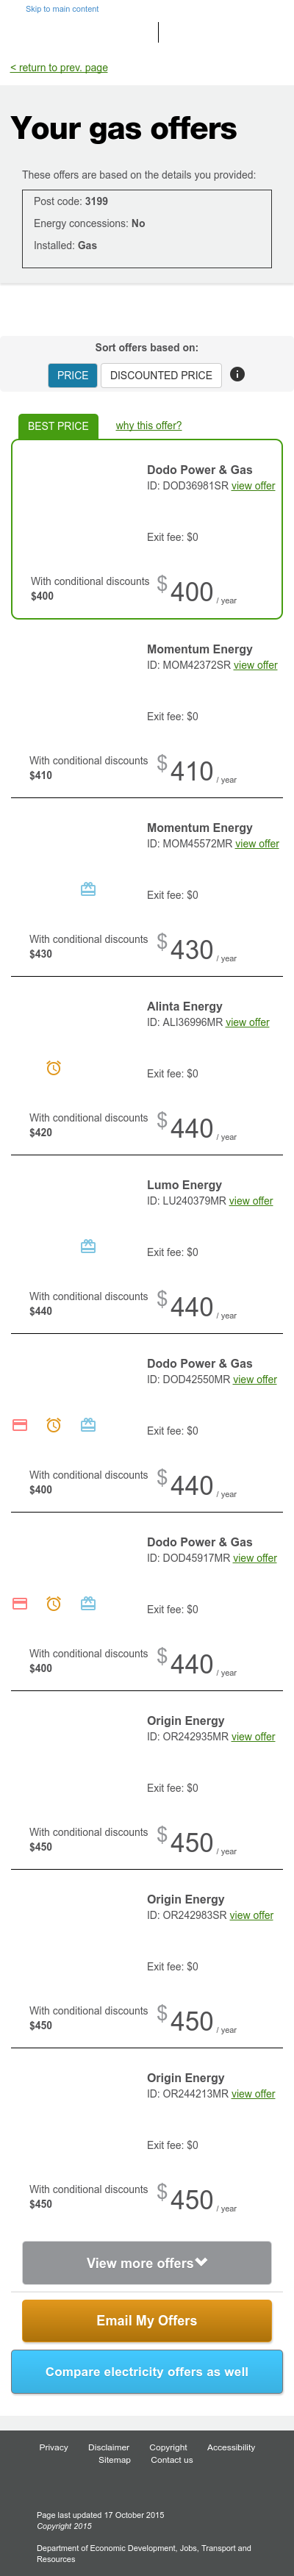 Skip to main content
< return to prev. page
Your gas offers
These offers are based on the details you provided:
Post code: 3199
Energy concessions: No
Installed: Gas
Sort offers based on:
PRICE
DISCOUNTED PRICE
BEST PRICE
why this offer?
Dodo Power & Gas
ID: DOD36981SR view offer
Exit fee: $0
With conditional discounts
$400
$400 / year
Momentum Energy
ID: MOM42372SR view offer
Exit fee: $0
With conditional discounts
$410
$410 / year
Momentum Energy
ID: MOM45572MR view offer
Exit fee: $0
With conditional discounts
$430
$430 / year
Alinta Energy
ID: ALI36996MR view offer
Exit fee: $0
With conditional discounts
$420
$440 / year
Lumo Energy
ID: LU240379MR view offer
Exit fee: $0
With conditional discounts
$440
$440 / year
Dodo Power & Gas
ID: DOD42550MR view offer
Exit fee: $0
With conditional discounts
$400
$440 / year
Dodo Power & Gas
ID: DOD45917MR view offer
Exit fee: $0
With conditional discounts
$400
$440 / year
Origin Energy
ID: OR242935MR view offer
Exit fee: $0
With conditional discounts
$450
$450 / year
Origin Energy
ID: OR242983SR view offer
Exit fee: $0
With conditional discounts
$450
$450 / year
Origin Energy
ID: OR244213MR view offer
Exit fee: $0
With conditional discounts
$450
$450 / year
View more offers
Email My Offers
Compare electricity offers as well
Privacy Disclaimer Copyright Accessibility
Sitemap Contact us
Page last updated 17 October 2015
Copyright 2015
Department of Economic Development, Jobs, Transport and
Resources